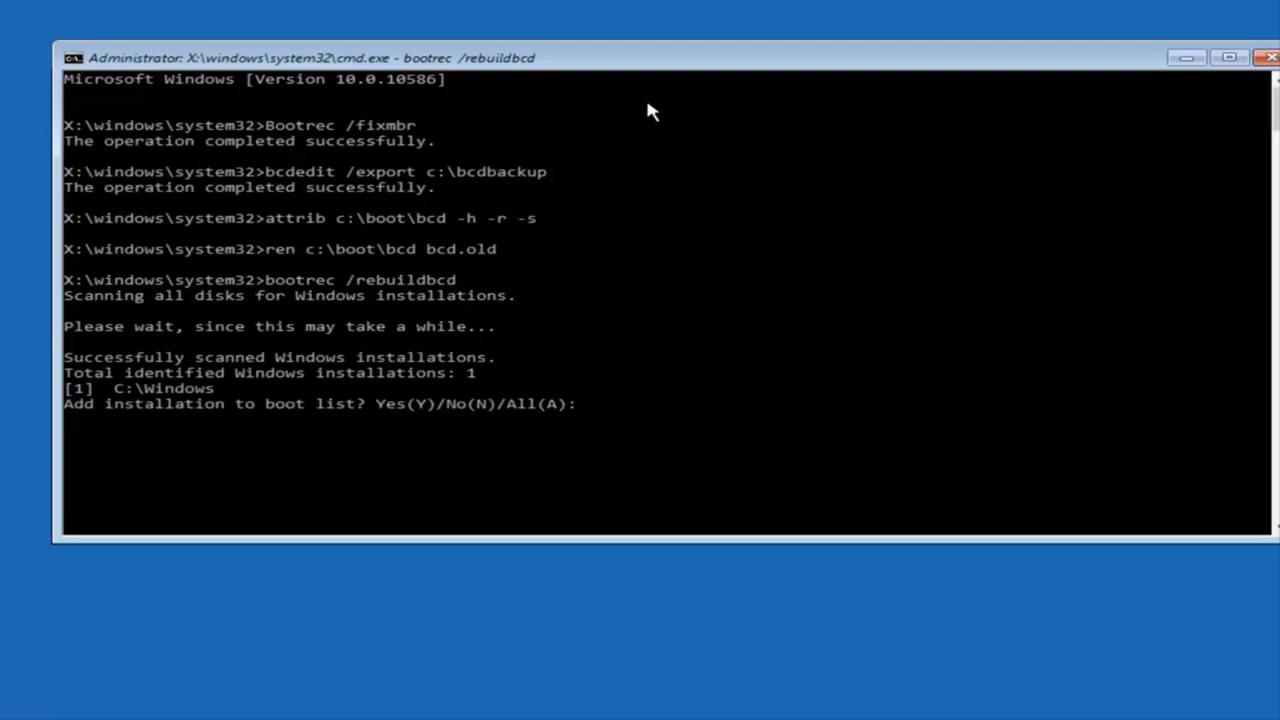 Administrator: X:\windows\system32\cmd.exe - bootrec /rebuildbcd
Microsoft Windows [Version 10.0.10586]
X:\windows\system32>Bootrec /fixmbr
The operation completed successfully.
X:\windows\system32>bcdedit /export c:\bcdbackup
The operation completed successfully.
X:\windows\system32>attrib c:\boot\bcd -h -r -s
X:\windows\system32>ren c:\boot\bcd bcd.old
X:\windows\system32>bootrec /rebuildbcd
Scanning all disks for Windows installations.
Please wait, since this may take a while...
Successfully scanned Windows installations.
Total identified Windows installations: 1
[1]  C:\Windows
Add installation to boot list? Yes(Y)/No(N)/All(A):